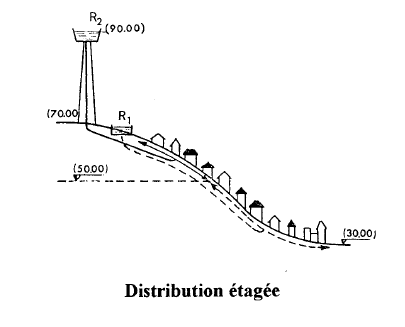 R2
(90.00)
(70.00)
R1
(50.00)
(30.00)
Distribution étagée